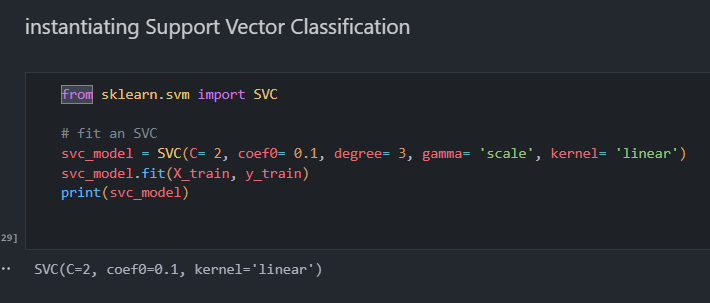 instantiating Support Vector Classification
from sklearn.svm import SVC
# fit an SVC
svc_model = SVC(C= 2, coef0= 0.1, degree= 3, gamma= 'scale', kernel= 'linear')
svc_model.fit(X_train, y_train)
print(svc_model)
29]
··
SVC(C=2, coef0=0.1, kernel='linear')